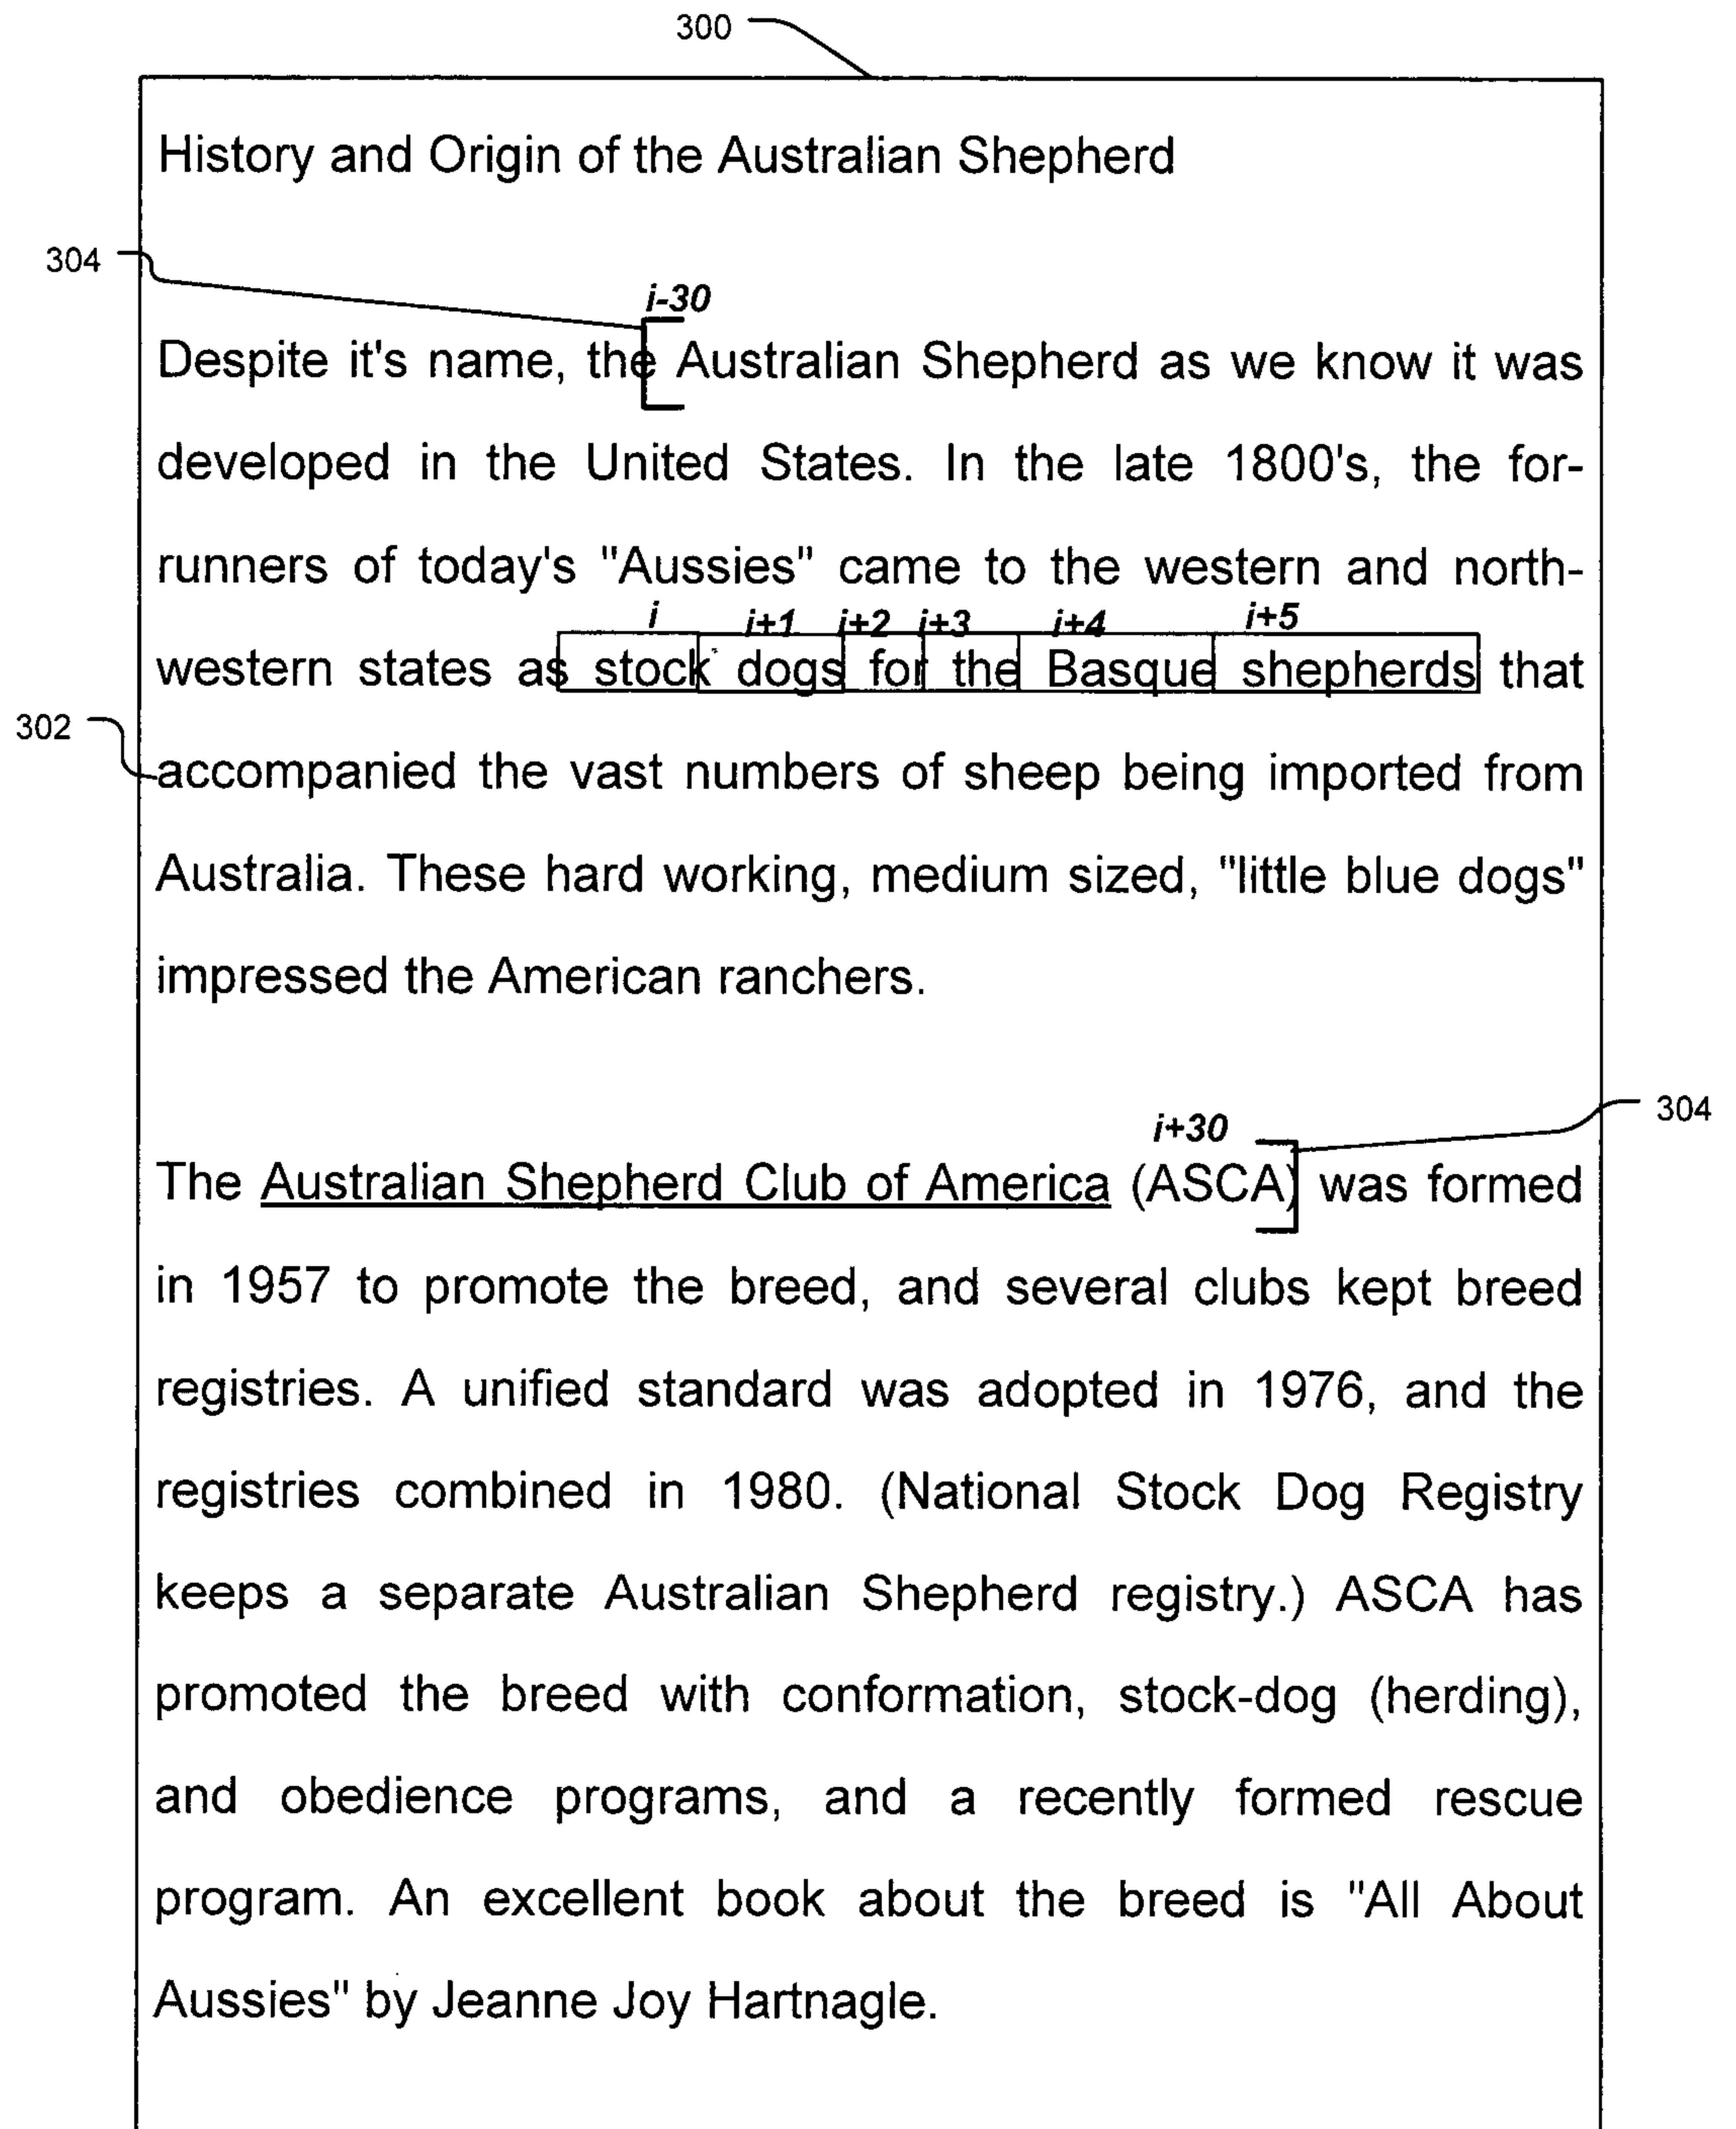 300
History and Origin of the Australian Shepherd
304
i-30
Despite it's name, the Australian Shepherd as we know it was
developed in the United States. In the late 1800's, the for-
runners of today's "Aussies" came to the western and north-
i i+1 i+2 i+3 i+4 i+5
western states as stock dogs for the Basque shepherds that
302
accompanied the vast numbers of sheep being imported from
Australia. These hard working, medium sized, "little blue dogs"
impressed the American ranchers.
i+30
304
The Australian Shepherd Club of America (ASCA) was formed
in 1957 to promote the breed, and several clubs kept breed
registries. A unified standard was adopted in 1976, and the
registries combined in 1980. (National Stock Dog Registry
keeps a separate Australian Shepherd registry.) ASCA has
promoted the breed with conformation, stock-dog (herding),
and obedience programs, and a recently formed rescue
program. An excellent book about the breed is "All About
Aussies" by Jeanne Joy Hartnagle.